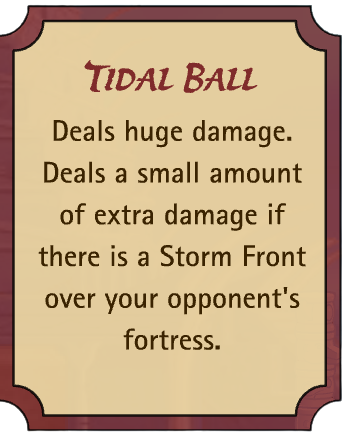 Tidal Ball
Deals huge damage.
Deals a small amount
of extra damage if
there is a Storm Front
over your opponent's
fortress.